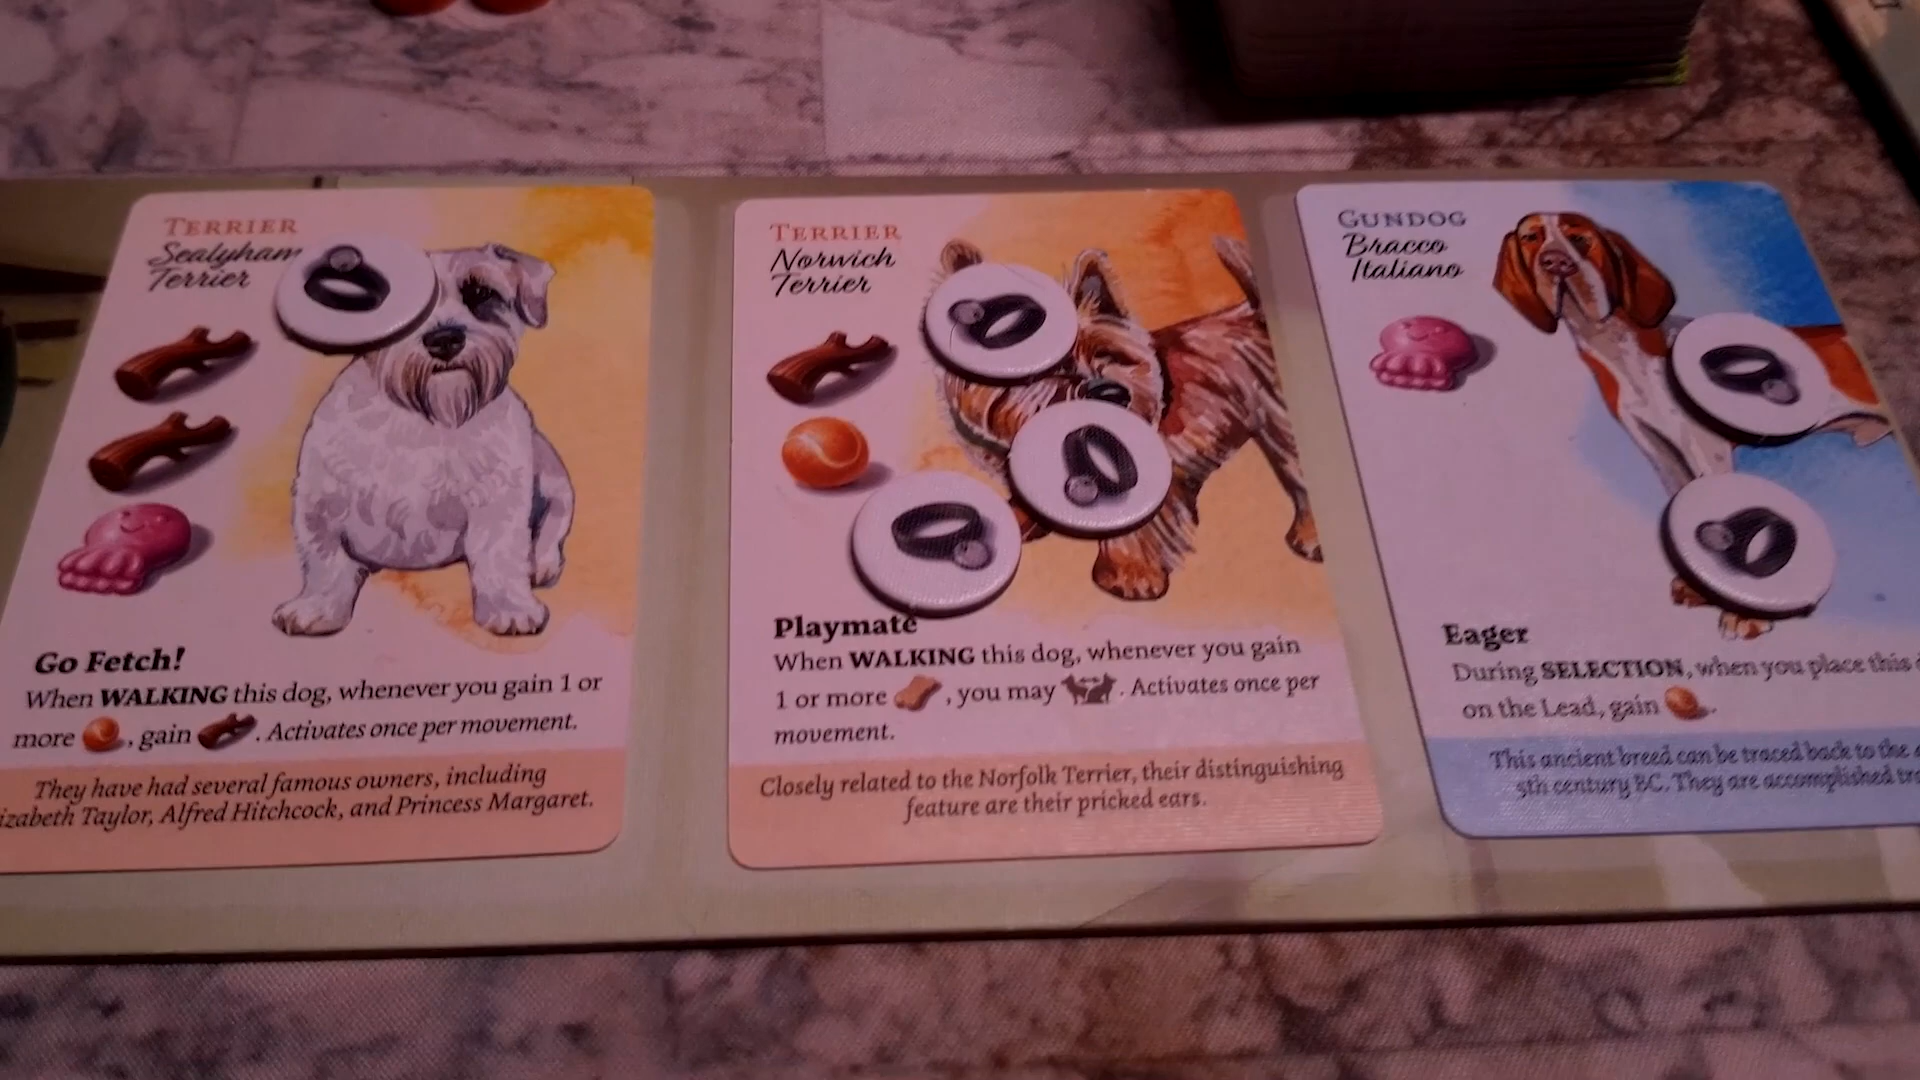 TERRIER
Sealyham
Terrier
Go Fetch!
When WALKING this dog, whenever you gain 1 or
more , gain . Activates once per movement.
They have had several famous owners, including
izabeth Taylor, Alfred Hitchcock, and Princess Margaret.
TERRIER
Norwich
Terrier
Playmate
When WALKING this dog, whenever you gain
1 or more , you may . Activates once per
movement.
Closely related to the Norfolk Terrier, their distinguishing
feature are their pricked ears.
GUNDOG
Bracco
Italiano
Eager
During SELECTION, when you place this
on the Lead, gain .
This ancient breed can be traced back to the
5th century BC. They are accomplished